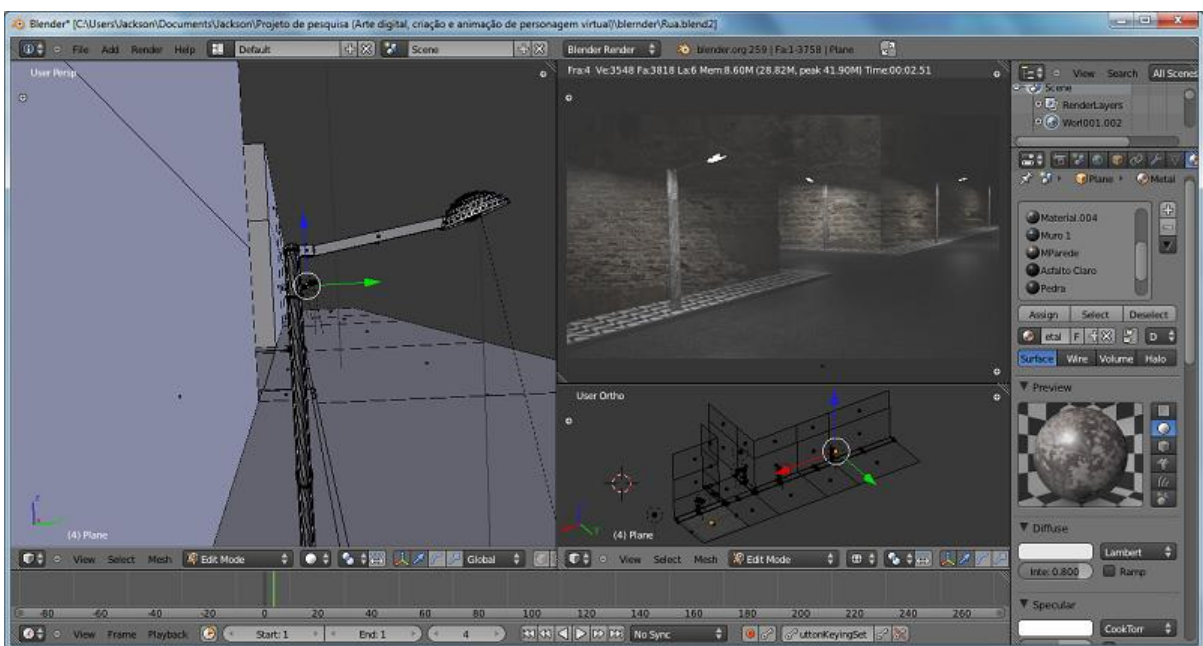 Blender* [C:\Users\Jackson\Documents\Jackson\Projeto de pesquisa (Arte digital, criação e animação de personagem virtual)\blernder\Rua.blend2]
File Add Render Help Default Scene Blender Render blender.org 259 | Fa:1-3758 | Plane
User Persp
Fra:4 Ve:3548 Fa:3818 La:6 Mem:8.60M (28.82M, peak 41.90M) Time:00:02.51
View Search All Scenes
Scene
RenderLayers
Worl001.002
Plane Metal
Material.004
Muro 1
MParede
Asfalto Claro
Pedra
Assign Select Deselect
etal F D
Surface Wire Volume Halo
Preview
User Ortho
(4) Plane
(4) Plane
Diffuse
Lambert
Inte: 0.800 Ramp
Specular
CookTorr
View Select Mesh Edit Mode Global
View Select Mesh Edit Mode
-80 -60 -40 -20 0 20 40 60 80 100 120 140 160 180 200 220 240 260
View Frame Playback Start: 1 End: 1 4 No Sync uttonKeyingSet